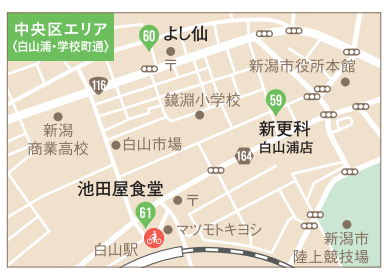 中央区エリア
〈白山浦・学校町通〉
60
よし仙
〒
116
新潟市役所本館
鏡淵小学校
59
新潟
商業高校
新更科
白山浦店
白山市場
164
池田屋食堂
〒
61
マツモトキヨシ
白山駅
新潟市
陸上競技場